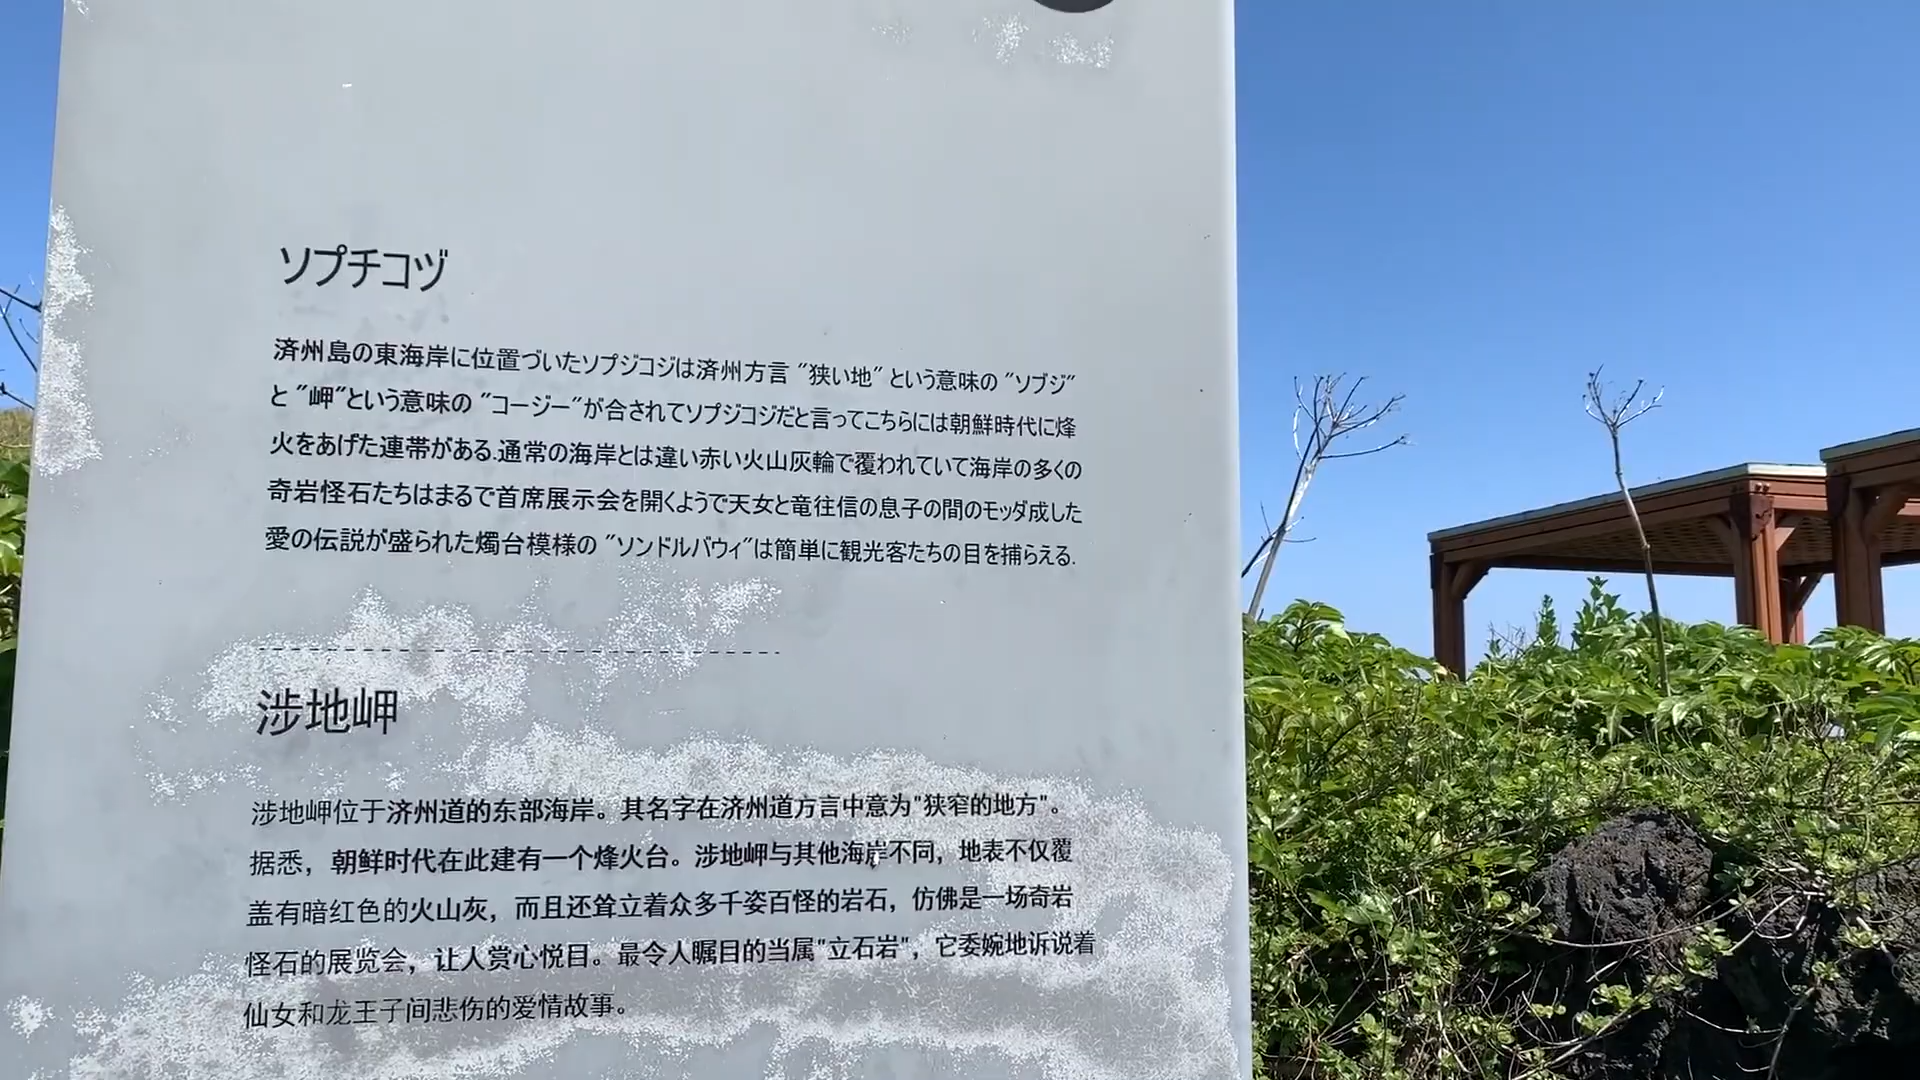 ソプチコヅ
済州島の東海岸に位置づいたソプジコジは済州方言 "狭い地" という意味の "ソブジ"
と "岬"という意味の "コージー"が合されてソプジコジだと言ってこちらには朝鮮時代に烽
火をあげた連帯がある.通常の海岸とは違い赤い火山灰輪で覆われていて海岸の多くの
奇岩怪石たちはまるで首席展示会を開くようで天女と竜往信の息子の間のモッダ成した
愛の伝説が盛られた燭台模様の "ソンドルバウィ"は簡単に観光客たちの目を捕らえる.
涉地岬
涉地岬位于济州道的东部海岸。其名字在济州道方言中意为"狭窄的地方"。
据悉，朝鲜时代在此建有一个烽火台。涉地岬与其他海岸不同，地表不仅覆
盖有暗红色的火山灰，而且还耸立着众多千姿百怪的岩石，仿佛是一场奇岩
怪石的展览会，让人赏心悦目。最令人瞩目的当属"立石岩"，它委婉地诉说着
仙女和龙王子间悲伤的爱情故事。